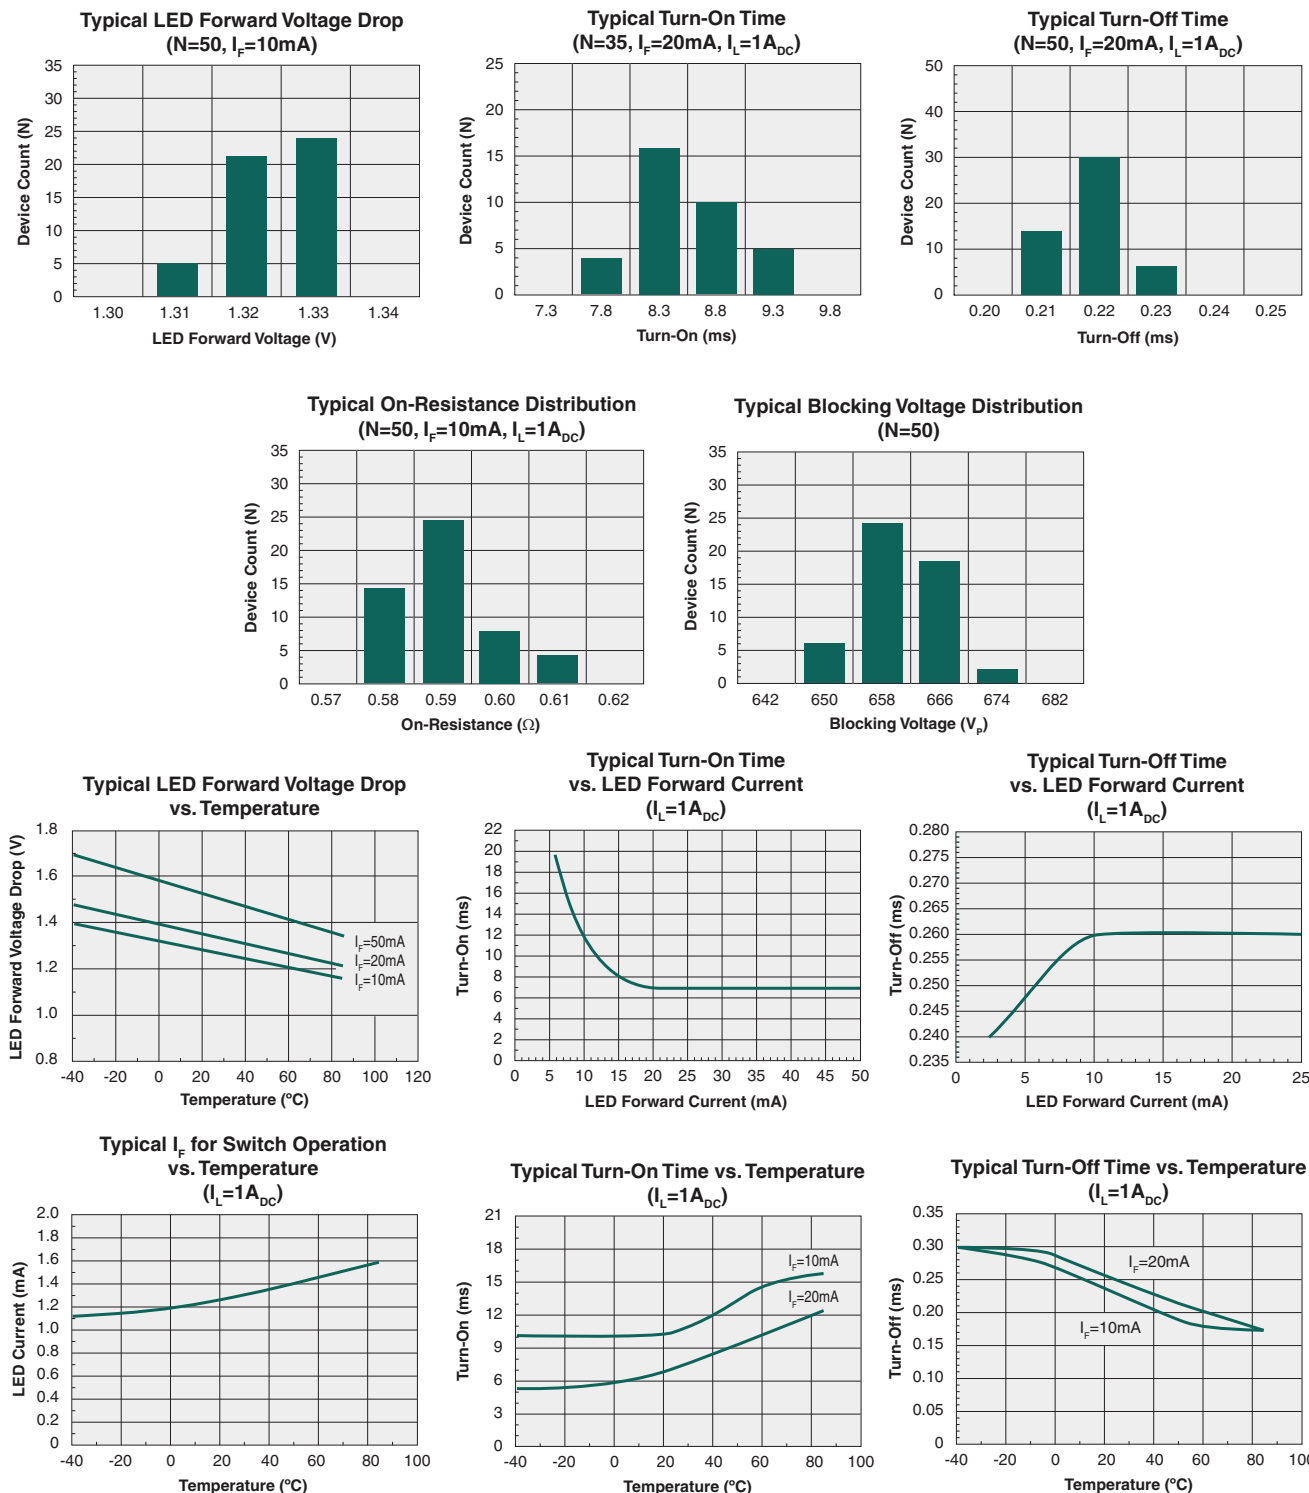 Typical LED Forward Voltage Drop
(N=50, IF=10mA)
Device Count (N)
35
30
25
20
15
10
5
0
1.30 1.31 1.32 1.33 1.34
LED Forward Voltage (V)
Typical Turn-On Time
(N=35, IF=20mA, IL=1ADC)
Device Count (N)
25
20
15
10
5
0
7.3 7.8 8.3 8.8 9.3 9.8
Turn-On (ms)
Typical Turn-Off Time
(N=50, IF=20mA, IL=1ADC)
Device Count (N)
50
40
30
20
10
0
0.20 0.21 0.22 0.23 0.24 0.25
Turn-Off (ms)
Typical On-Resistance Distribution
(N=50, IF=10mA, IL=1ADC)
Device Count (N)
35
30
25
20
15
10
5
0
0.57 0.58 0.59 0.60 0.61 0.62
On-Resistance (Ω)
Typical Blocking Voltage Distribution
(N=50)
Device Count (N)
35
30
25
20
15
10
5
0
642 650 658 666 674 682
Blocking Voltage (VP)
Typical LED Forward Voltage Drop
vs. Temperature
LED Forward Voltage Drop (V)
1.8
1.6
1.4
1.2
1.0
0.8
IF=50mA
IF=20mA
IF=10mA
-40 -20 0 20 40 60 80 100 120
Temperature (ºC)
Typical Turn-On Time
vs. LED Forward Current
(IL=1ADC)
Turn-On (ms)
22
20
18
16
14
12
10
8
6
4
2
0
0 5 10 15 20 25 30 35 40 45 50
LED Forward Current (mA)
Typical Turn-Off Time
vs. LED Forward Current
(IL=1ADC)
Turn-Off (ms)
0.280
0.275
0.270
0.265
0.260
0.255
0.250
0.245
0.240
0.235
0 5 10 15 20 25
LED Forward Current (mA)
Typical IF for Switch Operation
vs. Temperature
(IL=1ADC)
LED Current (mA)
2.0
1.8
1.6
1.4
1.2
1.0
0.8
0.6
0.4
0.2
0
-40 -20 0 20 40 60 80 100
Temperature (ºC)
Typical Turn-On Time vs. Temperature
(IL=1ADC)
Turn-On (ms)
21
18
15
12
9
6
3
0
IF=10mA
IF=20mA
-40 -20 0 20 40 60 80 100
Temperature (ºC)
Typical Turn-Off Time vs. Temperature
(IL=1ADC)
Turn-Off (ms)
0.35
0.30
0.25
0.20
0.15
0.10
0.05
0
IF=20mA
IF=10mA
-40 -20 0 20 40 60 80 100
Temperature (ºC)